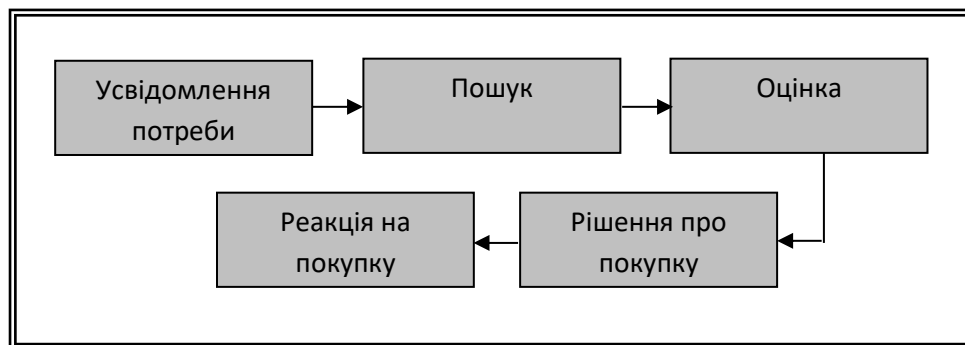 Усвідомлення
потреби
Пошук
Оцінка
Рішення про
покупку
Реакція на
покупку